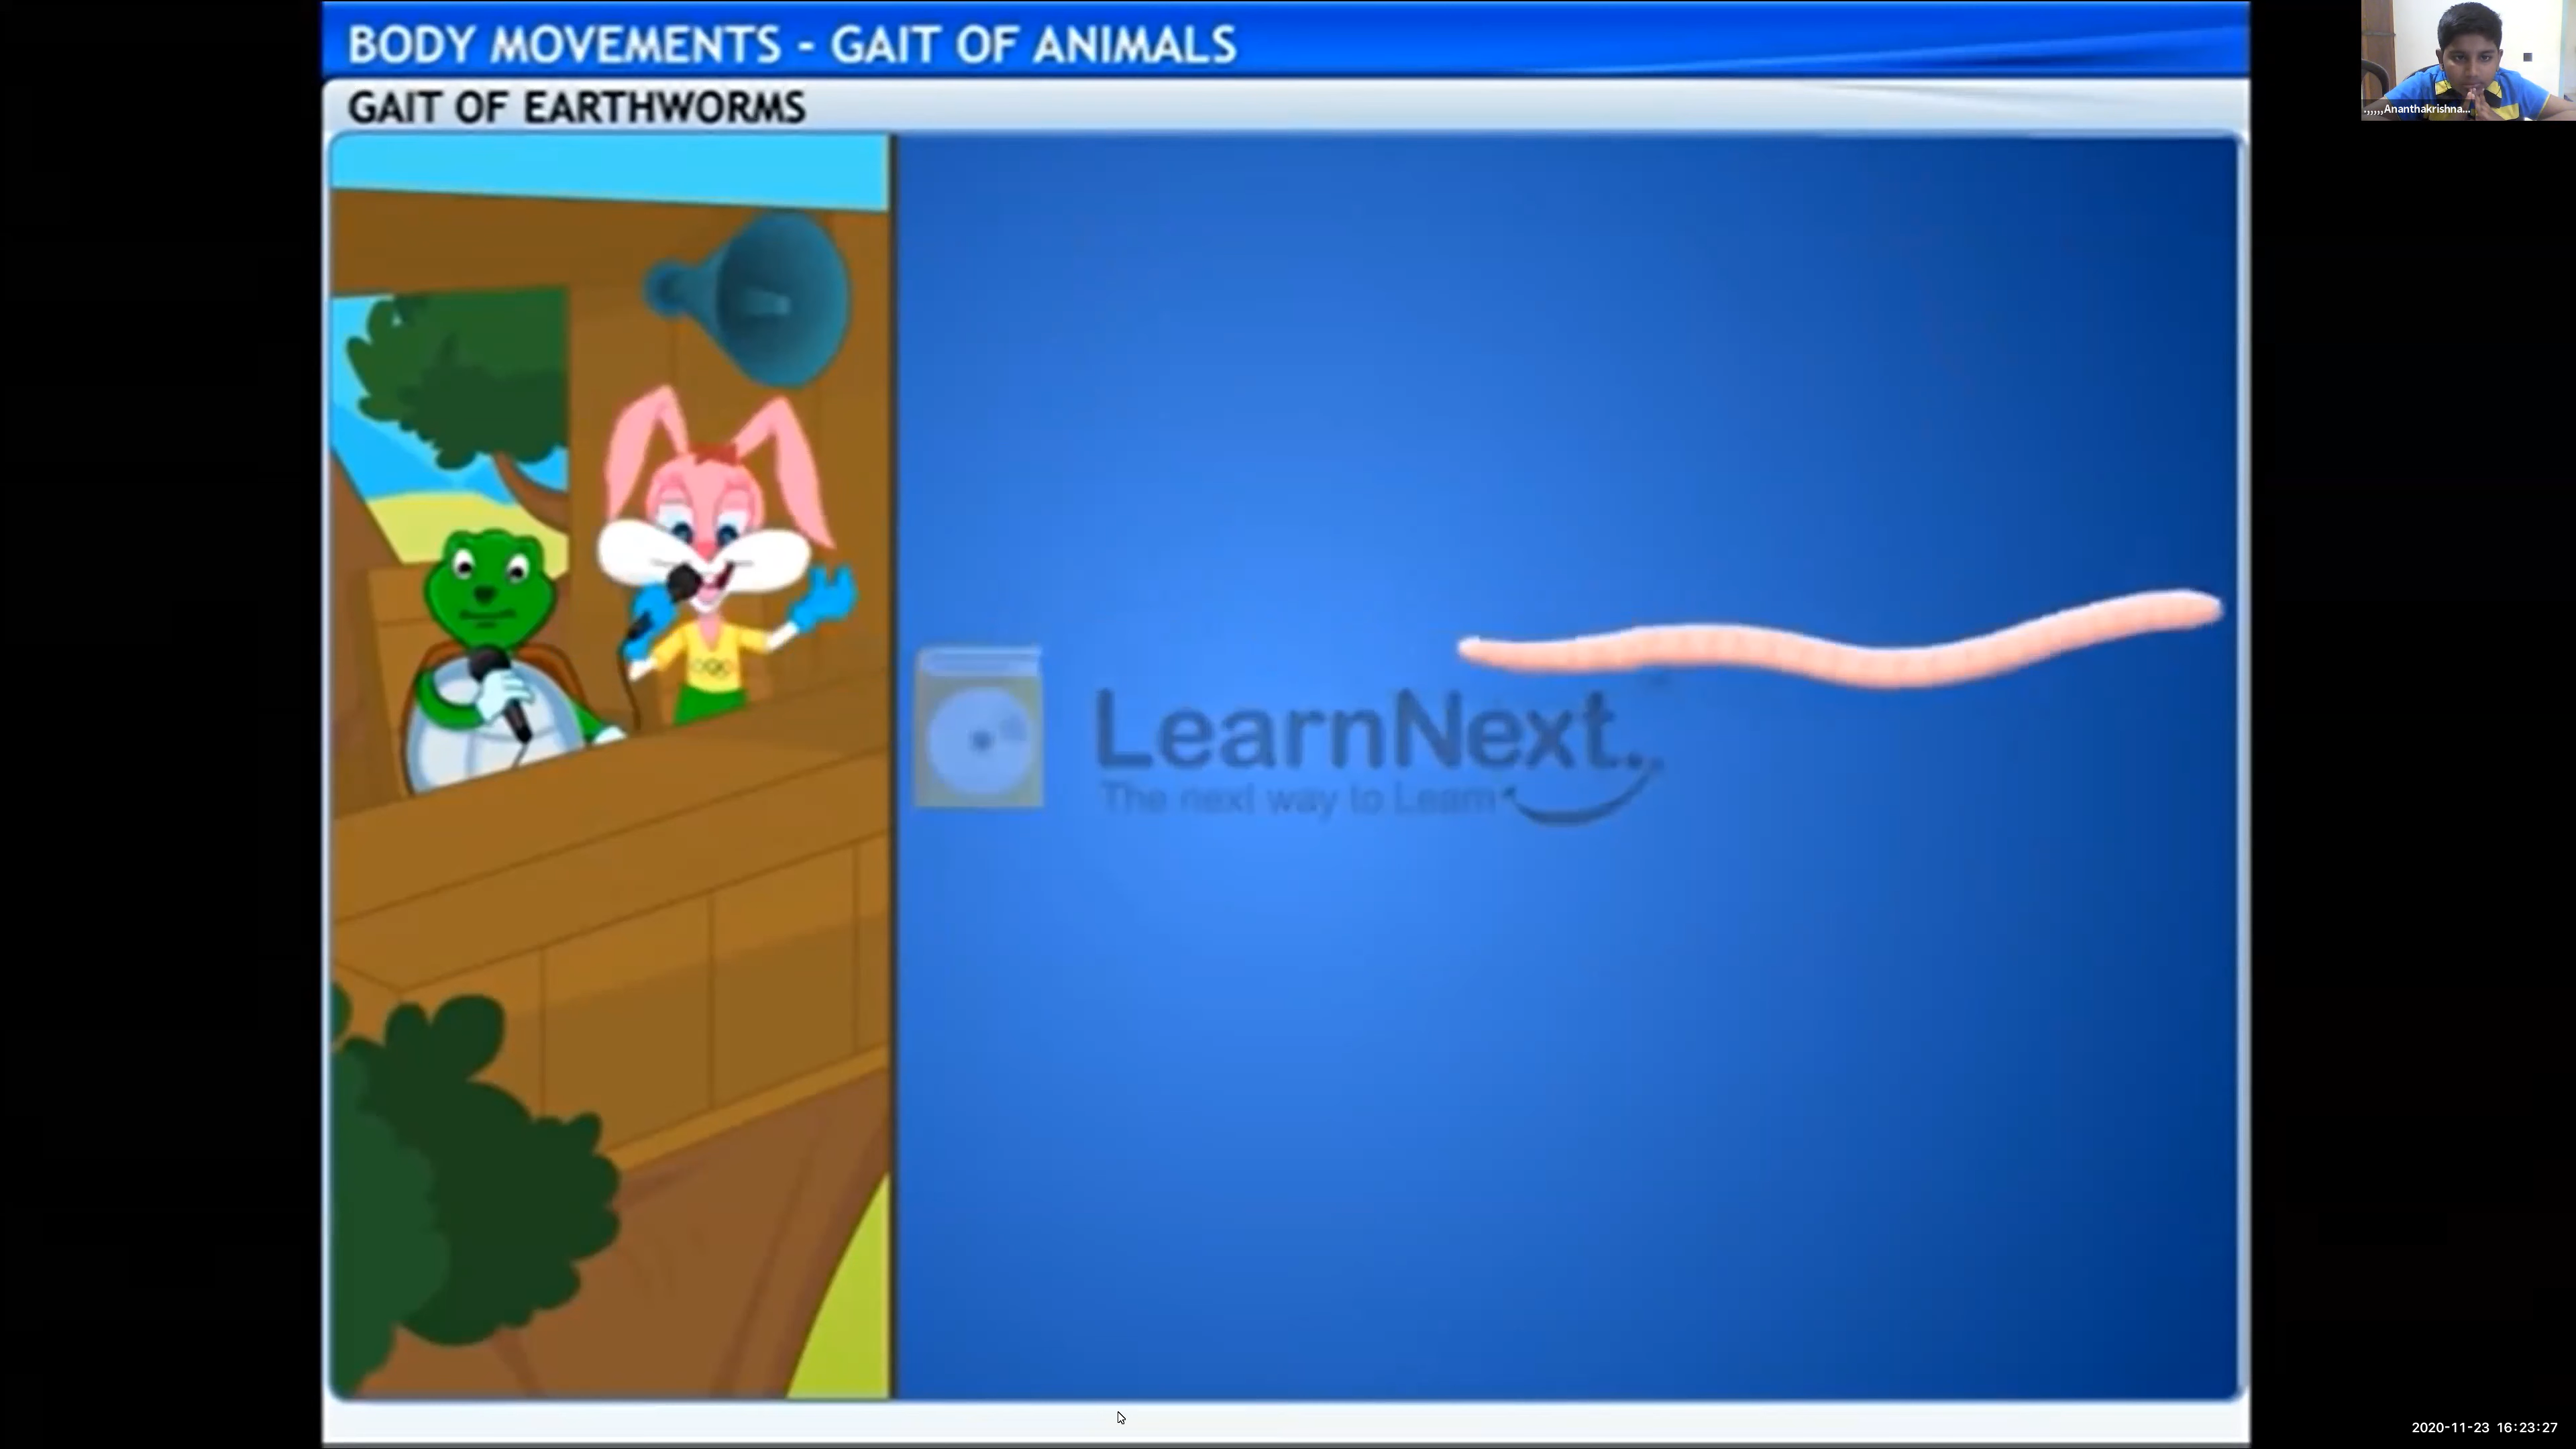 BODY MOVEMENTS - GAIT OF ANIMALS
GAIT OF EARTHWORMS
.,,,,,Ananthakrishna...
LearnNext.
The next way to Learn
2020-11-23 16:23:27